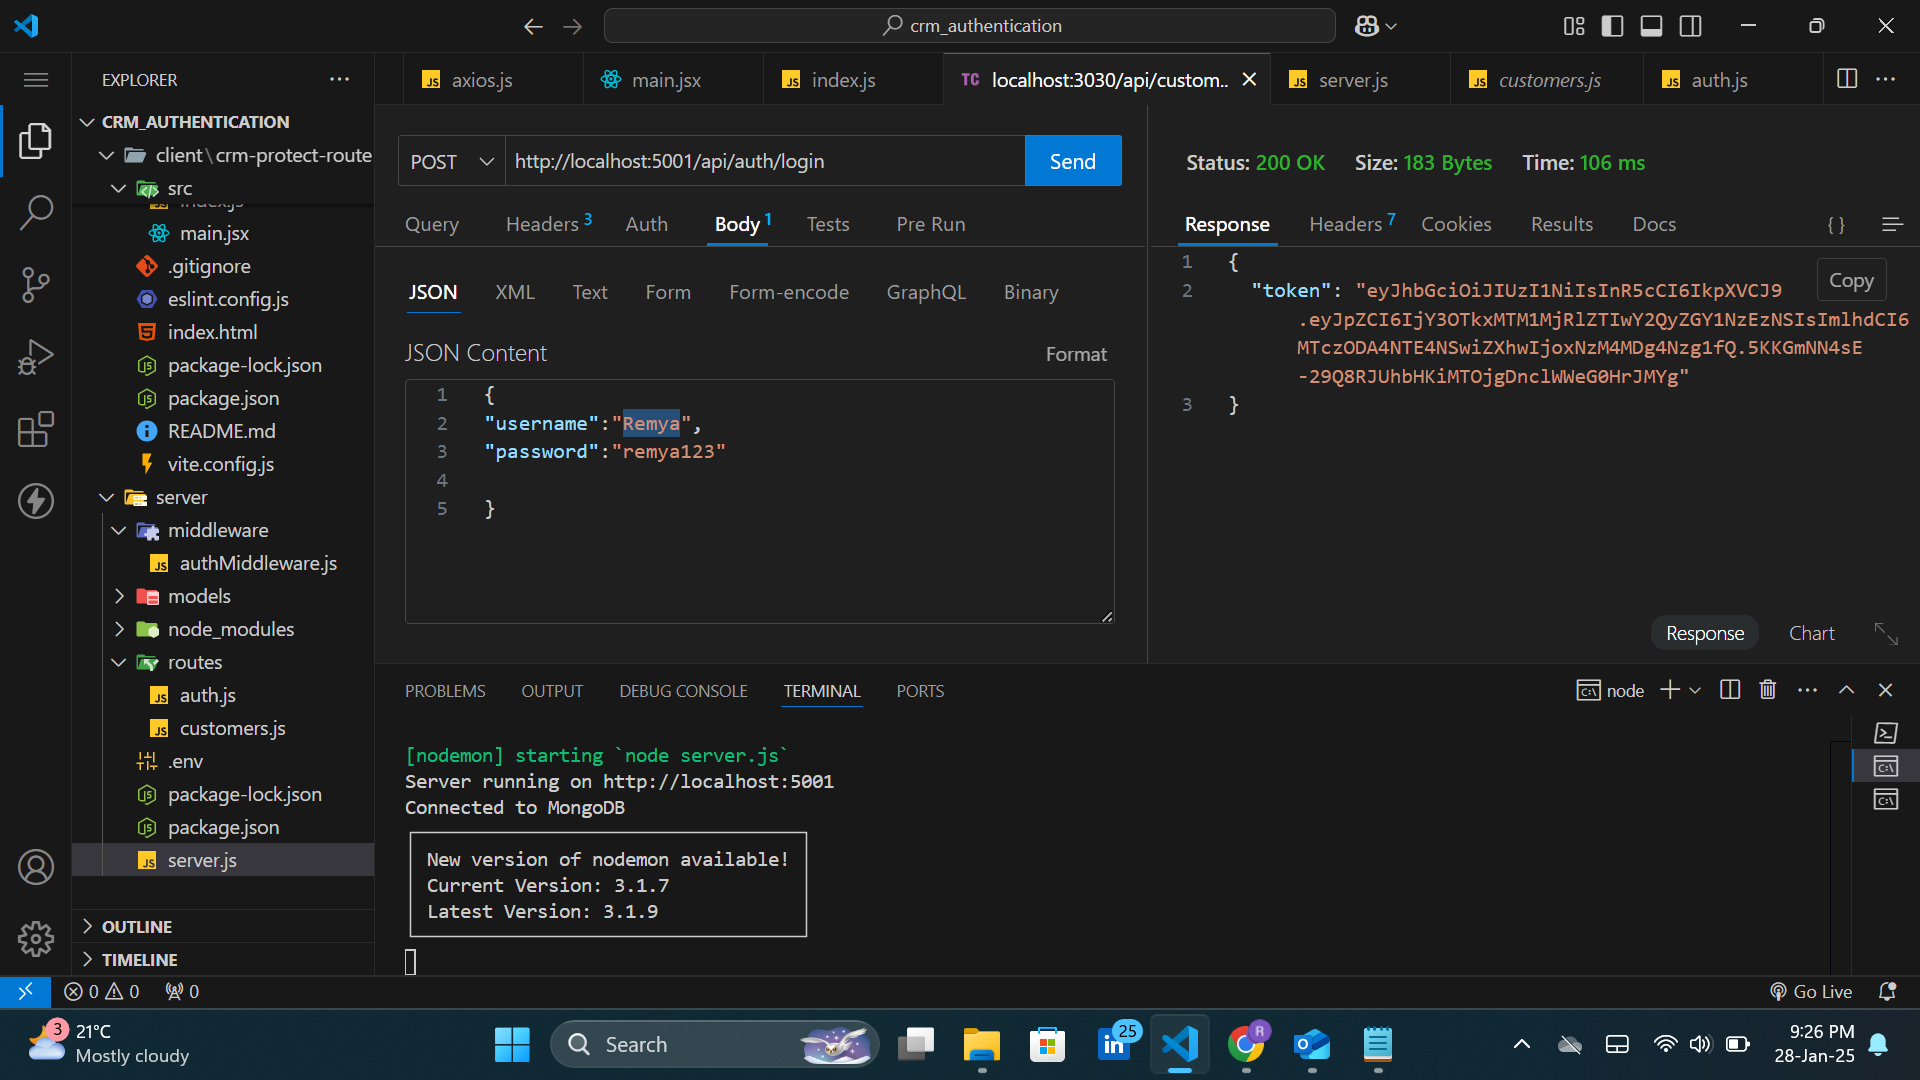 crm_authentication
EXPLORER
axios.js
main.jsx
index.js
TC localhost:3030/api/custom..
server.js
customers.js
auth.js
CRM_AUTHENTICATION
client\crm-protect-route
src
index.js
main.jsx
.gitignore
eslint.config.js
index.html
package-lock.json
package.json
README.md
vite.config.js
server
middleware
authMiddleware.js
models
node_modules
routes
auth.js
customers.js
.env
package-lock.json
package.json
server.js
OUTLINE
TIMELINE
POST http://localhost:5001/api/auth/login Send
Query Headers 3 Auth Body 1 Tests Pre Run
JSON XML Text Form Form-encode GraphQL Binary
JSON Content Format
1 {
2 "username":"Remya",
3 "password":"remya123"
4
5 }
Status: 200 OK Size: 183 Bytes Time: 106 ms
Response Headers 7 Cookies Results Docs { }
1 {
Copy
2 "token": "eyJhbGciOiJIUzI1NiIsInR5cCI6IkpXVCJ9
.eyJpZCI6IjY3OTkxMTM1MjRlZTIwY2QyZGY1NzEzNSIsImlhdCI6
MTczODA4NTE4NSwiZXhwIjoxNzM4MDg4Nzg1fQ.5KKGmNN4sE
-29Q8RJUhbHKiMTOjgDnclWWeG0HrJMYg"
3 }
Response Chart
PROBLEMS OUTPUT DEBUG CONSOLE TERMINAL PORTS
node
[nodemon] starting `node server.js`
Server running on http://localhost:5001
Connected to MongoDB
New version of nodemon available!
Current Version: 3.1.7
Latest Version: 3.1.9
0 0 0
Go Live
3
21°C
Mostly cloudy
Search
25
R
9:26 PM
28-Jan-25